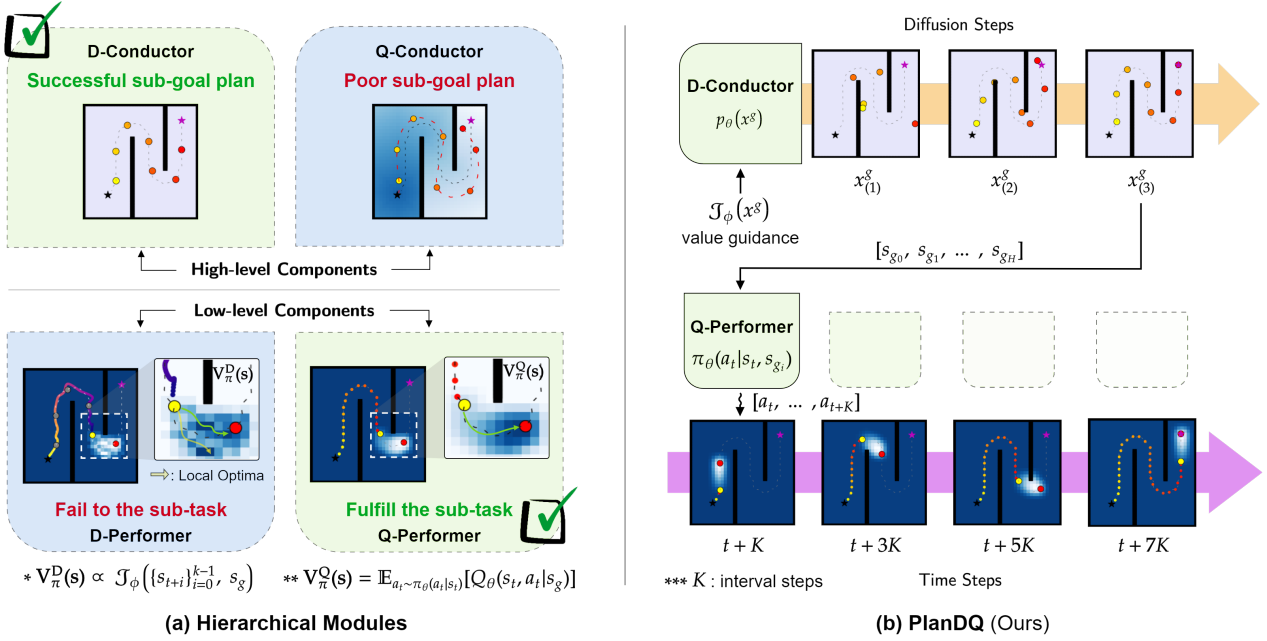 D-Conductor
Successful sub-goal plan
Q-Conductor
Poor sub-goal plan
High-level Components
Low-level Components
V_π^D(s)
: Local Optima
Fail to the sub-task
D-Performer
V_π^Q(s)
Fulfill the sub-task
Q-Performer
* V_π^D(s) ∝ 𝒥_ϕ({s_{t+i}}_{i=0}^{k−1}, s_g)
** V_π^Q(s) = 𝔼_{a_t∼π_θ(a_t|s_t)}[Q_θ(s_t, a_t|s_g)]
(a) Hierarchical Modules
Diffusion Steps
D-Conductor
p_θ(x^g)
x^g_(1)
x^g_(2)
x^g_(3)
𝒥_ϕ(x^g)
value guidance
[s_{g_0}, s_{g_1}, ... , s_{g_H}]
Q-Performer
π_θ(a_t|s_t, s_{g_i})
[a_t, ... , a_{t+K}]
t + K
t + 3K
t + 5K
t + 7K
*** K : interval steps
Time Steps
(b) PlanDQ (Ours)